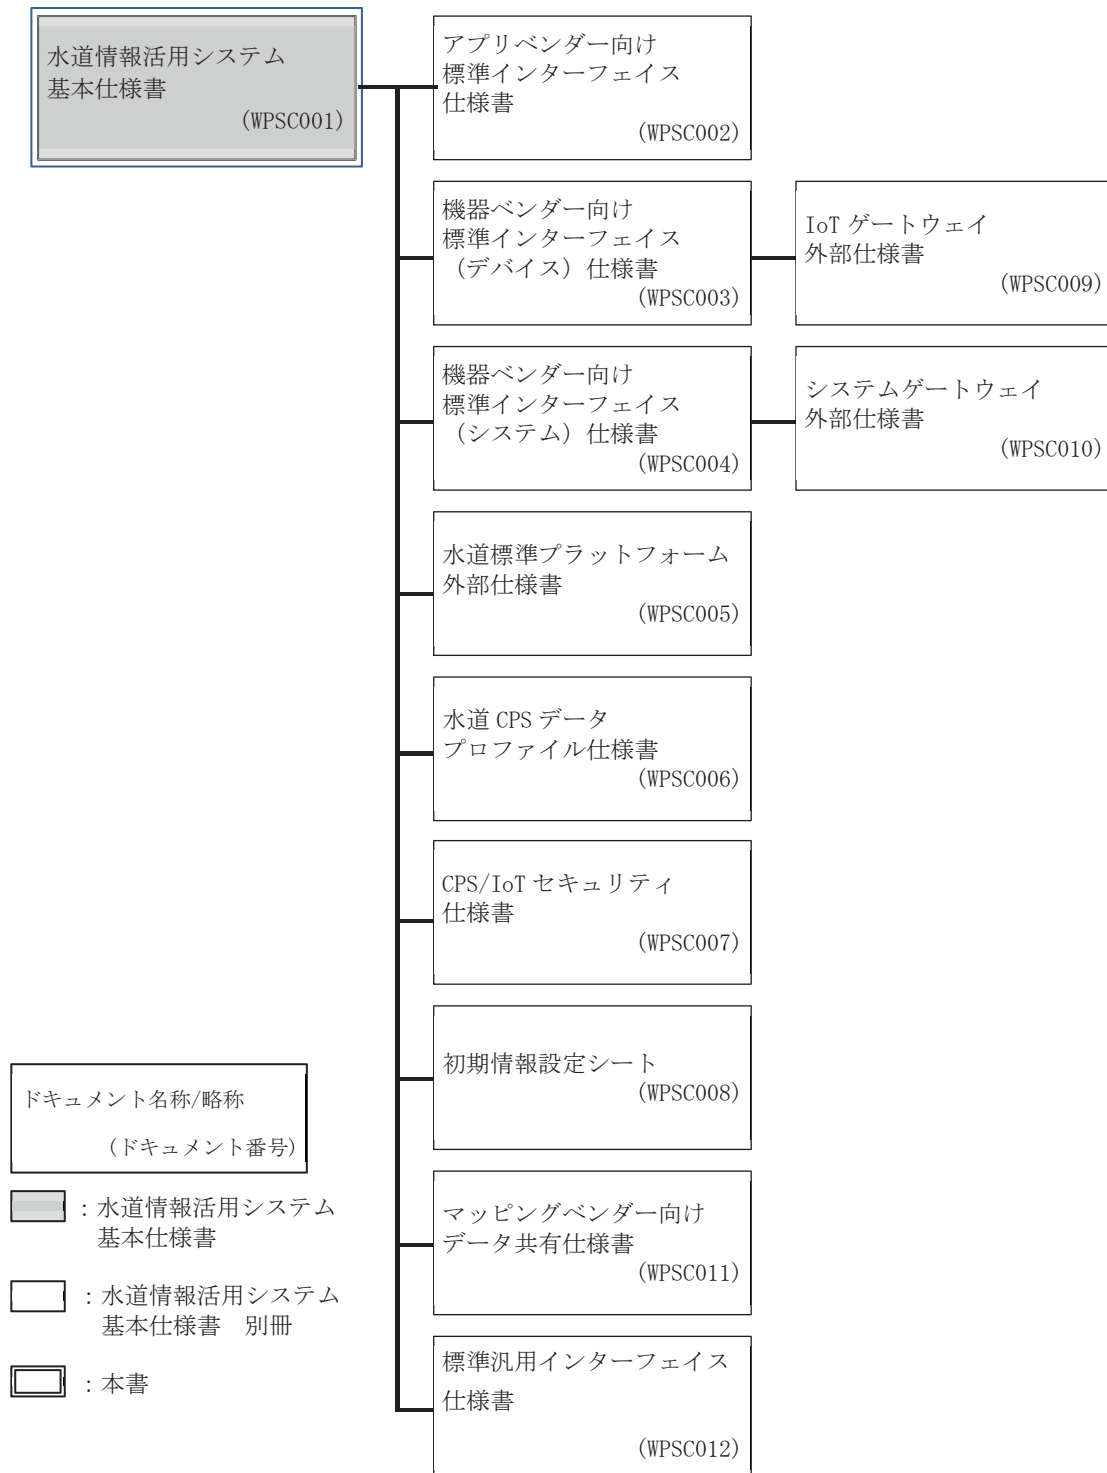 水道情報活用システム
基本仕様書
(WPSC001)
アプリベンダー向け
標準インターフェイス
仕様書
(WPSC002)
機器ベンダー向け
標準インターフェイス
（デバイス）仕様書
(WPSC003)
IoT ゲートウェイ
外部仕様書
(WPSC009)
機器ベンダー向け
標準インターフェイス
（システム）仕様書
(WPSC004)
システムゲートウェイ
外部仕様書
(WPSC010)
水道標準プラットフォーム
外部仕様書
(WPSC005)
水道 CPS データ
プロファイル仕様書
(WPSC006)
CPS/IoT セキュリティ
仕様書
(WPSC007)
初期情報設定シート
(WPSC008)
マッピングベンダー向け
データ共有仕様書
(WPSC011)
標準汎用インターフェイス
仕様書
(WPSC012)
ドキュメント名称/略称
(ドキュメント番号)
：水道情報活用システム
基本仕様書
：水道情報活用システム
基本仕様書　別冊
：本書